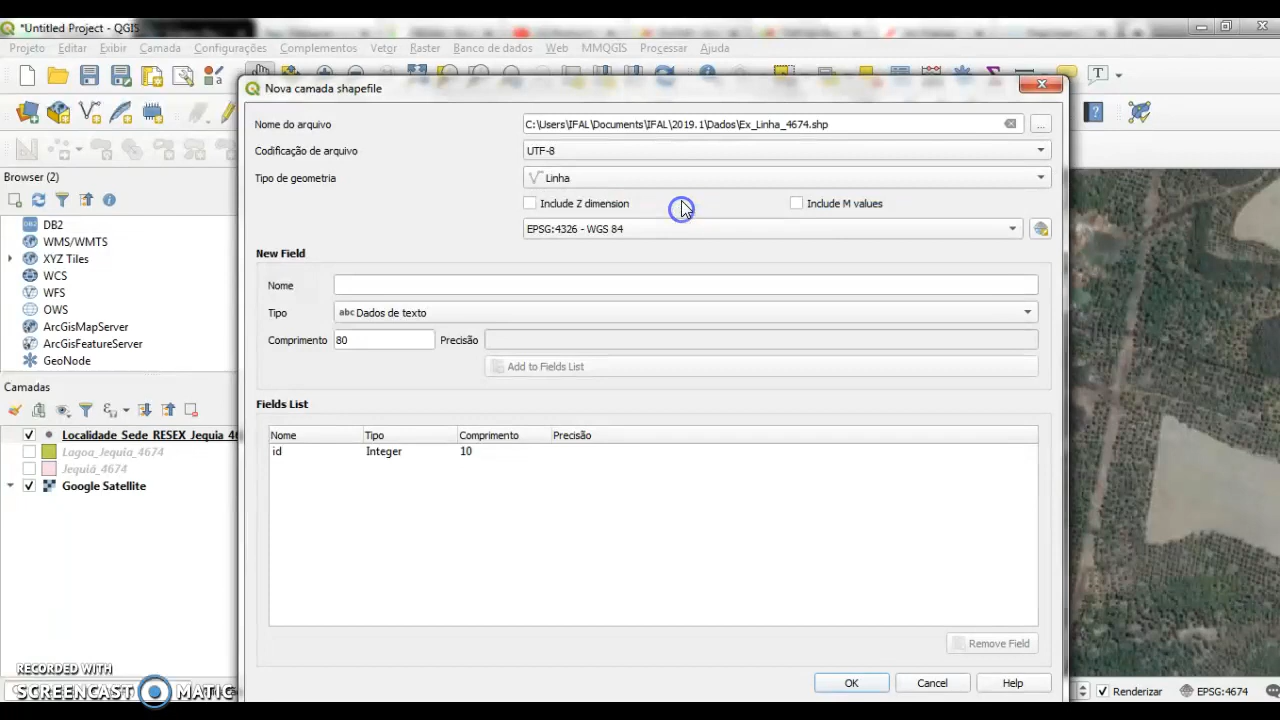 *Untitled Project - QGIS
Projeto Editar Exibir Camada Configurações Complementos Vetor Raster Banco de dados Web MMQGIS Processar Ajuda
Nova camada shapefile
Nome do arquivo C:\Users\IFAL\Documents\IFAL\2019.1\Dados\Ex_Linha_4674.shp ...
Codificação de arquivo UTF-8
Tipo de geometria Linha
Include Z dimension Include M values
EPSG:4326 - WGS 84
New Field
Nome
Tipo abc Dados de texto
Comprimento 80 Precisão
Add to Fields List
Fields List
Nome Tipo Comprimento Precisão
id Integer 10
Remove Field
OK Cancel Help
Browser (2)
DB2 DB2
WMS/WMTS
XYZ Tiles
WCS
WFS
OWS
ArcGisMapServer
ArcGisFeatureServer
GeoNode
Camadas
Localidade_Sede_RESEX_Jequia_4
Lagoa_Jequia_4674
Jequiá_4674
Google Satellite
RECORDED WITH
SCREENCAST MATIC
Renderizar EPSG:4674